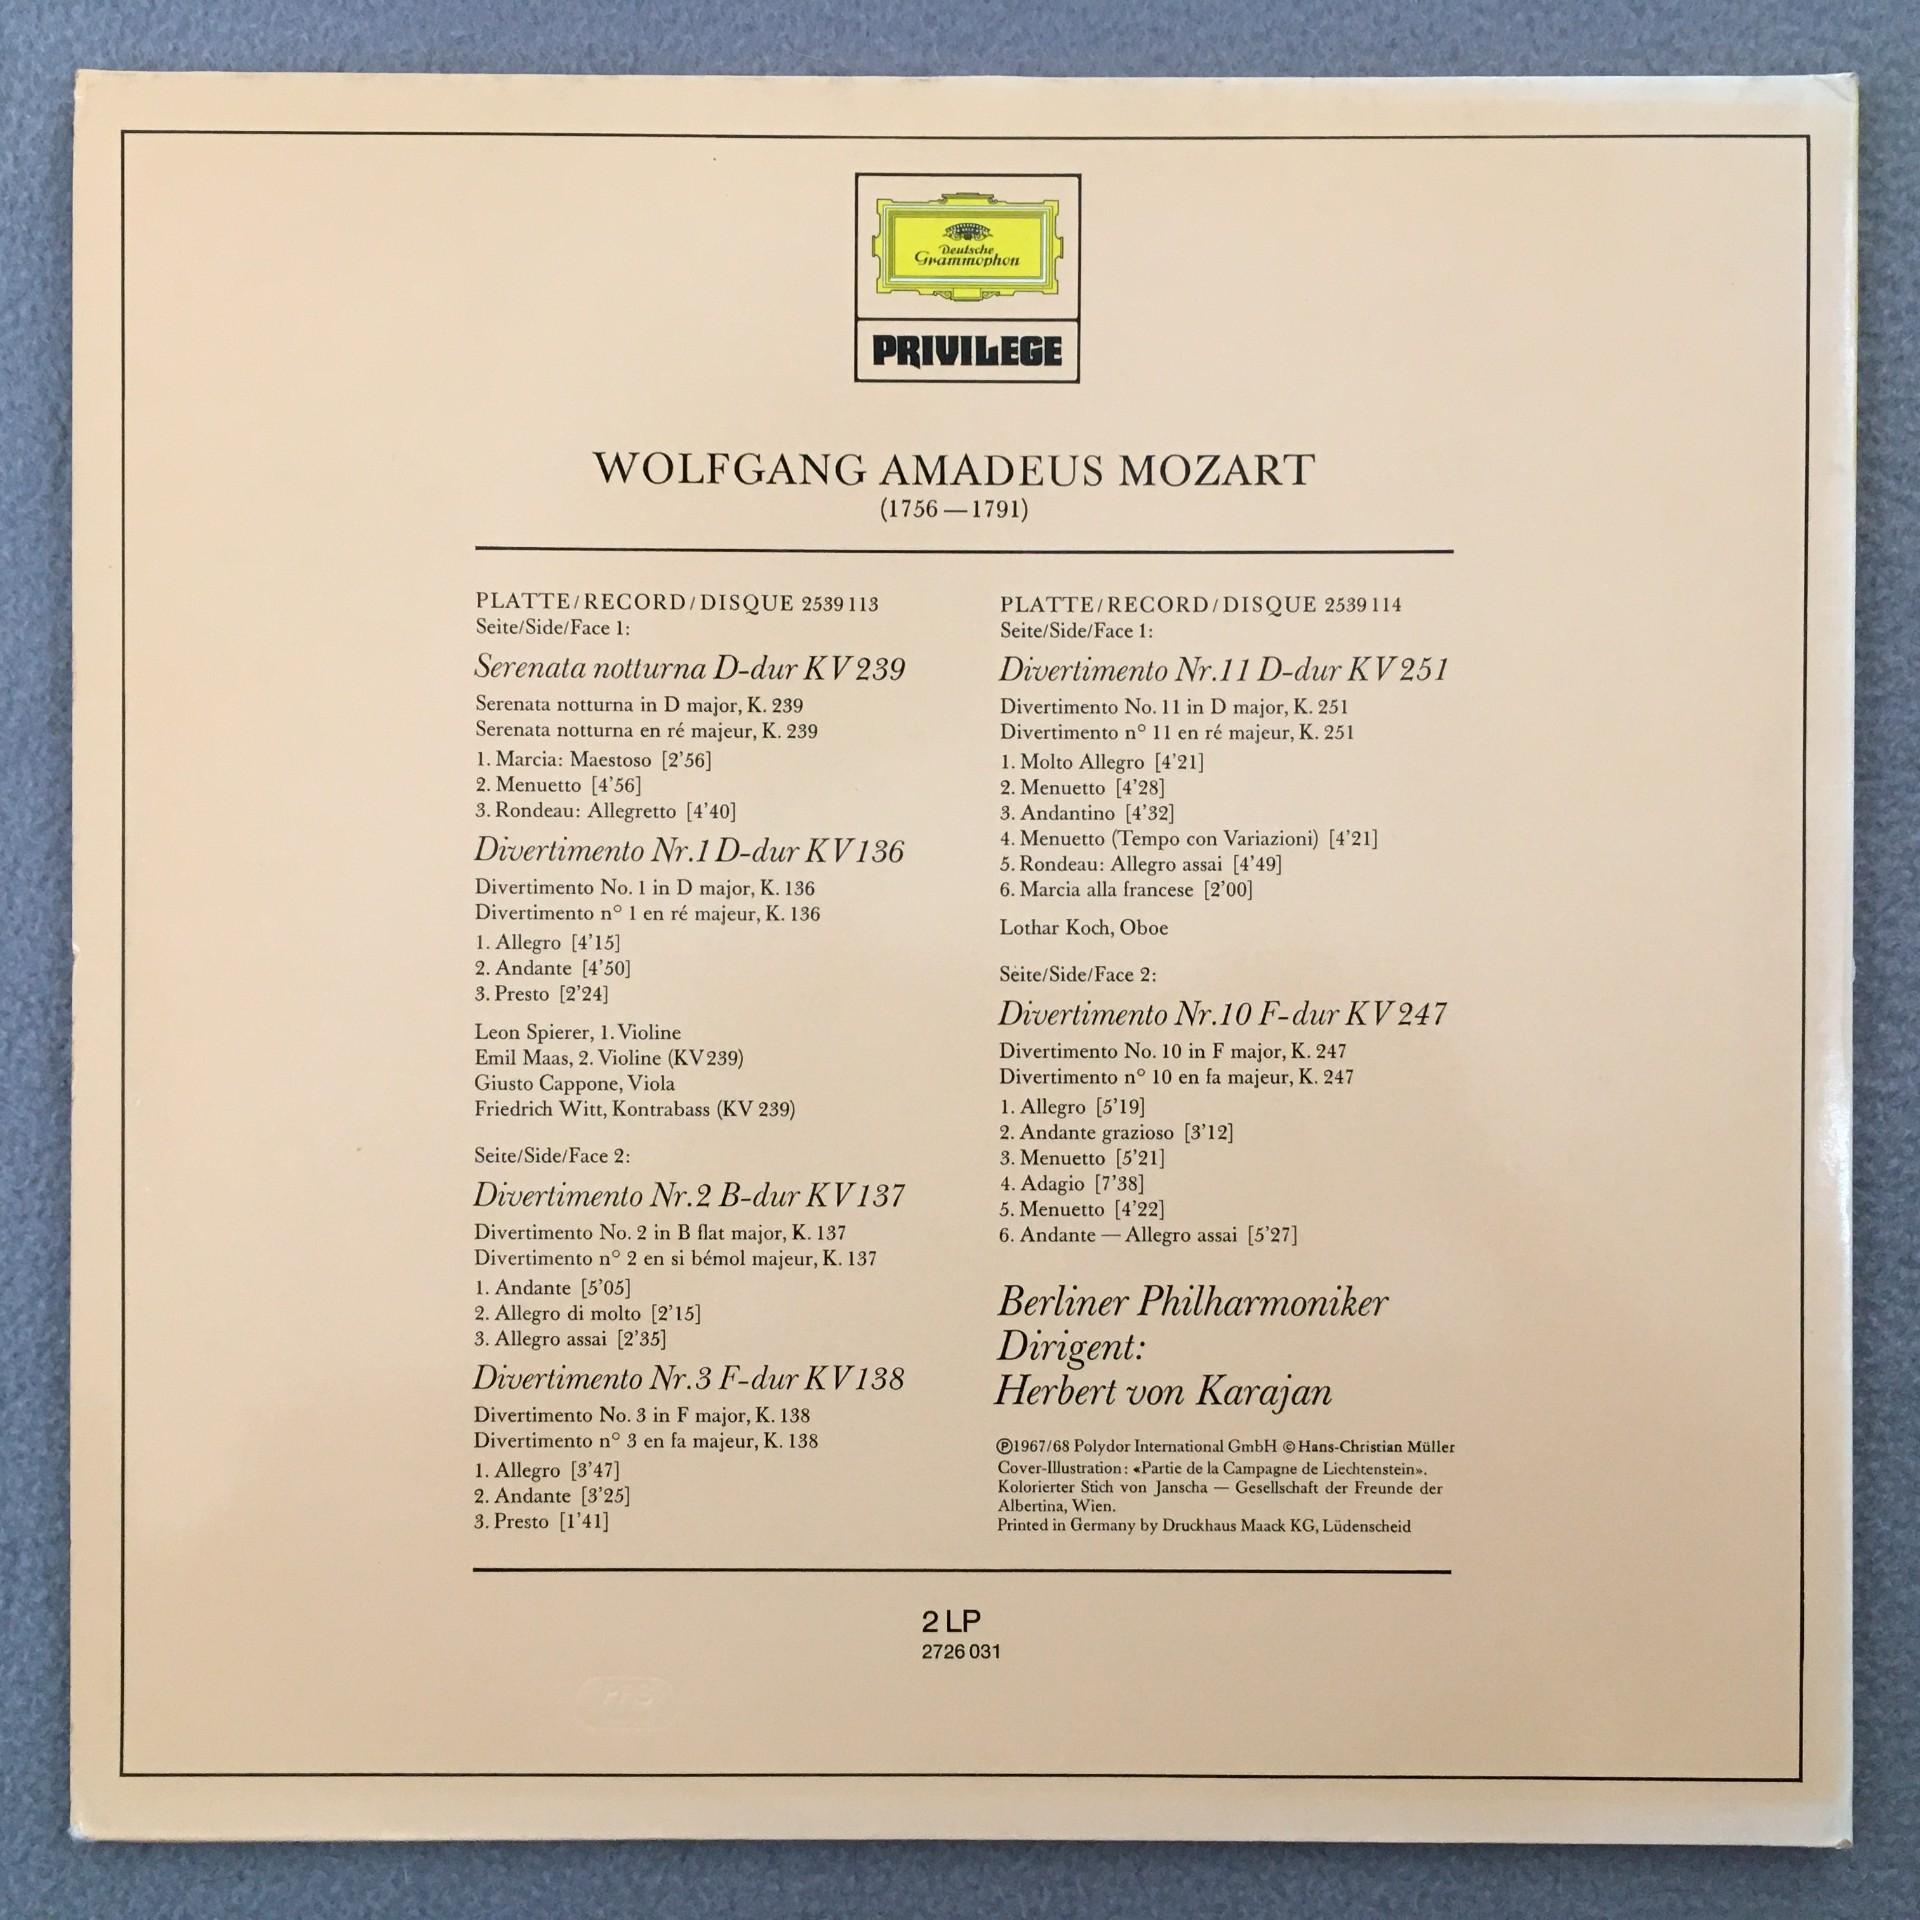 Deutsche
Grammophon
PRIVILEGE
WOLFGANG AMADEUS MOZART
(1756—1791)
PLATTE/RECORD/DISQUE 2539 113
Seite/Side/Face 1:
Serenata notturna D-dur KV 239
Serenata notturna in D major, K. 239
Serenata notturna en ré majeur, K. 239
1. Marcia: Maestoso [2'56]
2. Menuetto [4'56]
3. Rondeau: Allegretto [4'40]
Divertimento Nr. 1 D-dur KV 136
Divertimento No. 1 in D major, K. 136
Divertimento n° 1 en ré majeur, K. 136
1. Allegro [4'15]
2. Andante [4'50]
3. Presto [2'24]
Leon Spierer, 1. Violine
Emil Maas, 2. Violine (KV 239)
Giusto Cappone, Viola
Friedrich Witt, Kontrabass (KV 239)
Seite/Side/Face 2:
Divertimento Nr. 2 B-dur KV 137
Divertimento No. 2 in B flat major, K. 137
Divertimento n° 2 en si bémol majeur, K. 137
1. Andante [5'05]
2. Allegro di molto [2'15]
3. Allegro assai [2'35]
Divertimento Nr. 3 F-dur KV 138
Divertimento No. 3 in F major, K. 138
Divertimento n° 3 en fa majeur, K. 138
1. Allegro [3'47]
2. Andante [3'25]
3. Presto [1'41]
PLATTE/RECORD/DISQUE 2539 114
Seite/Side/Face 1:
Divertimento Nr. 11 D-dur KV 251
Divertimento No. 11 in D major, K. 251
Divertimento n° 11 en ré majeur, K. 251
1. Molto Allegro [4'21]
2. Menuetto [4'28]
3. Andantino [4'32]
4. Menuetto (Tempo con Variazioni) [4'21]
5. Rondeau: Allegro assai [4'49]
6. Marcia alla francese [2'00]
Lothar Koch, Oboe
Seite/Side/Face 2:
Divertimento Nr. 10 F-dur KV 247
Divertimento No. 10 in F major, K. 247
Divertimento n° 10 en fa majeur, K. 247
1. Allegro [5'19]
2. Andante grazioso [3'12]
3. Menuetto [5'21]
4. Adagio [7'38]
5. Menuetto [4'22]
6. Andante — Allegro assai [5'27]
Berliner Philharmoniker
Dirigent:
Herbert von Karajan
℗1967/68 Polydor International GmbH © Hans-Christian Müller
Cover-Illustration: «Partie de la Campagne de Liechtenstein».
Kolorierter Stich von Janscha — Gesellschaft der Freunde der
Albertina, Wien.
Printed in Germany by Druckhaus Maack KG, Lüdenscheid
2 LP
2726 031